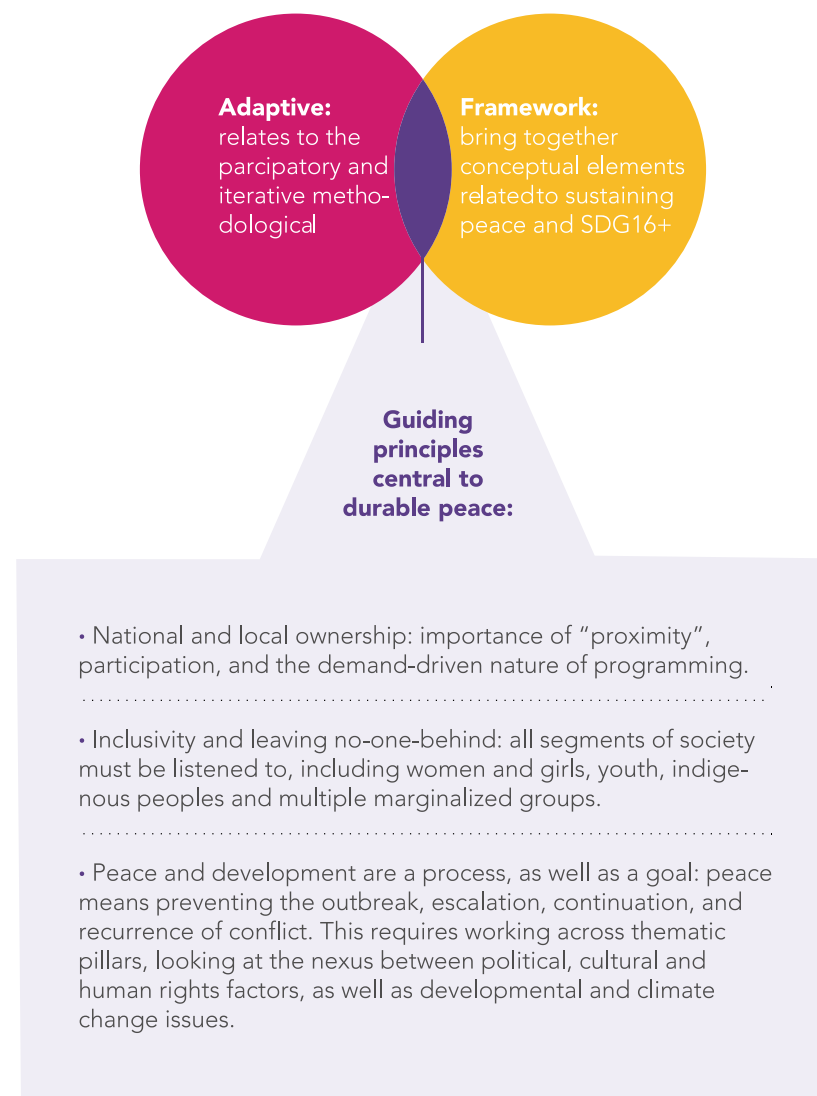 Adaptive:
relates to the
parcipatory and
iterative metho-
dological
Framework:
bring together
conceptual elements
relatedto sustaining
peace and SDG16+
Guiding
principles
central to
durable peace:
• National and local ownership: importance of “proximity”,
participation, and the demand-driven nature of programming.
• Inclusivity and leaving no-one-behind: all segments of society
must be listened to, including women and girls, youth, indige-
nous peoples and multiple marginalized groups.
• Peace and development are a process, as well as a goal: peace
means preventing the outbreak, escalation, continuation, and
recurrence of conflict. This requires working across thematic
pillars, looking at the nexus between political, cultural and
human rights factors, as well as developmental and climate
change issues.